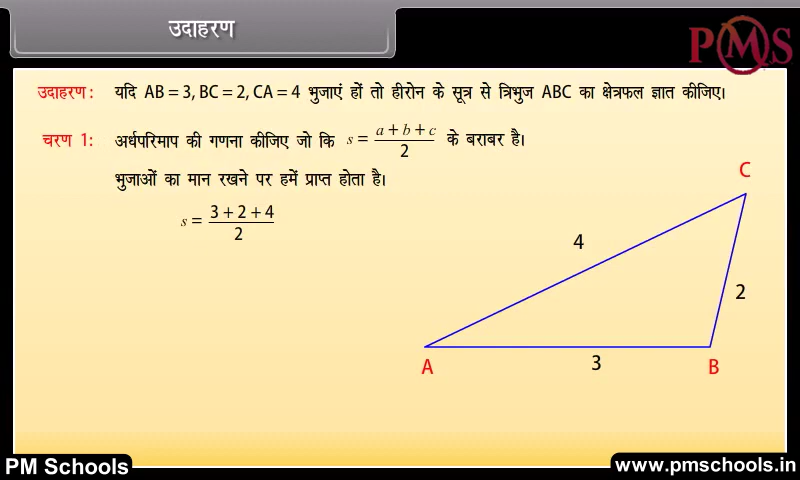 उदाहरण
PMS
उदाहरण : यदि AB = 3, BC = 2, CA = 4 भुजाएं हों तो हीरोन के सूत्र से त्रिभुज ABC का क्षेत्रफल ज्ञात कीजिए।
चरण 1: अर्धपरिमाप की गणना कीजिए जो कि s = (a + b + c)/2 के बराबर है।
भुजाओं का मान रखने पर हमें प्राप्त होता है।
s = (3 + 2 + 4)/2
C
4
2
A
3
B
PM Schools
www.pmschools.in